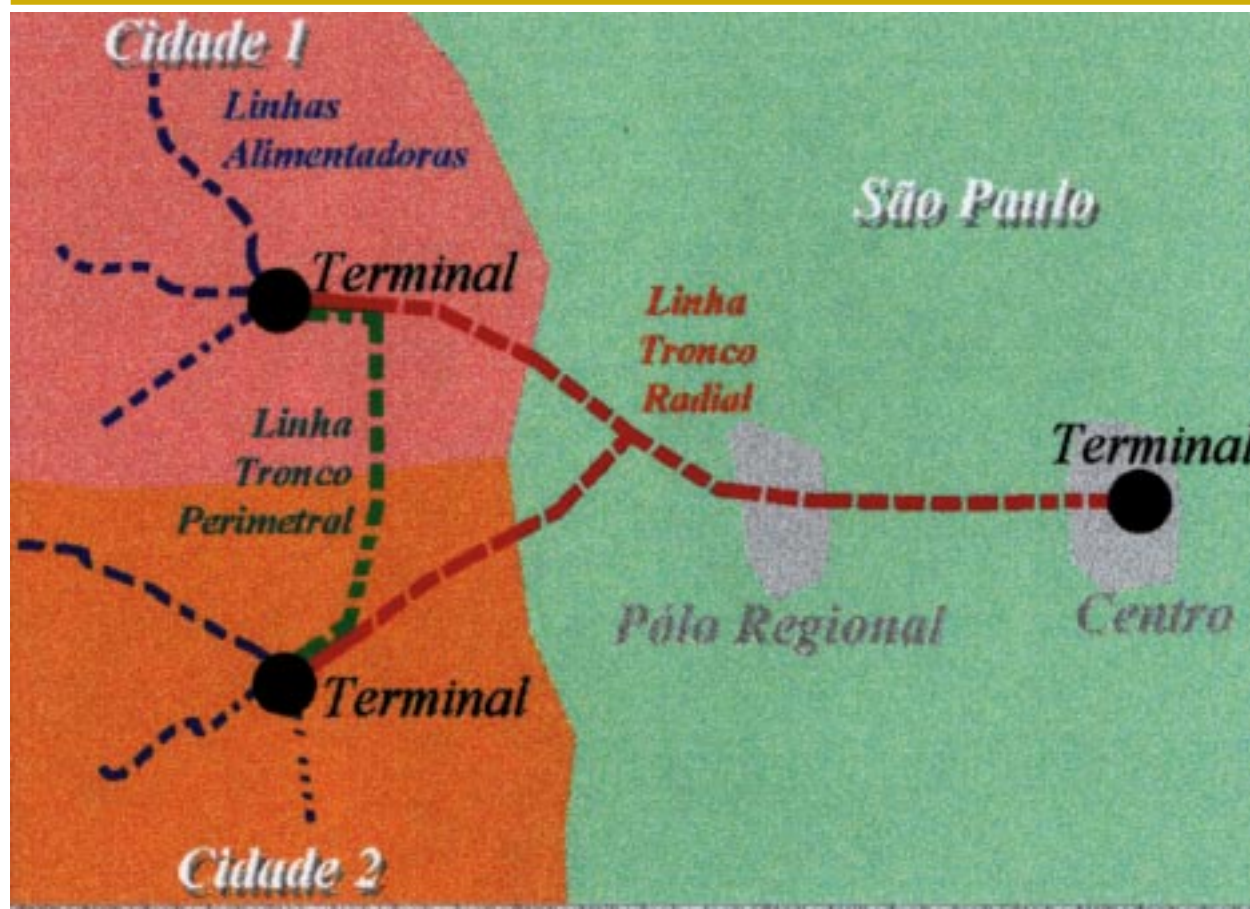 Cidade 1
Linhas
Alimentadoras
São Paulo
Terminal
Linha
Tronco
Radial
Linha
Tronco
Perimetral
Terminal
Pólo Regional
Centro
Terminal
Cidade 2